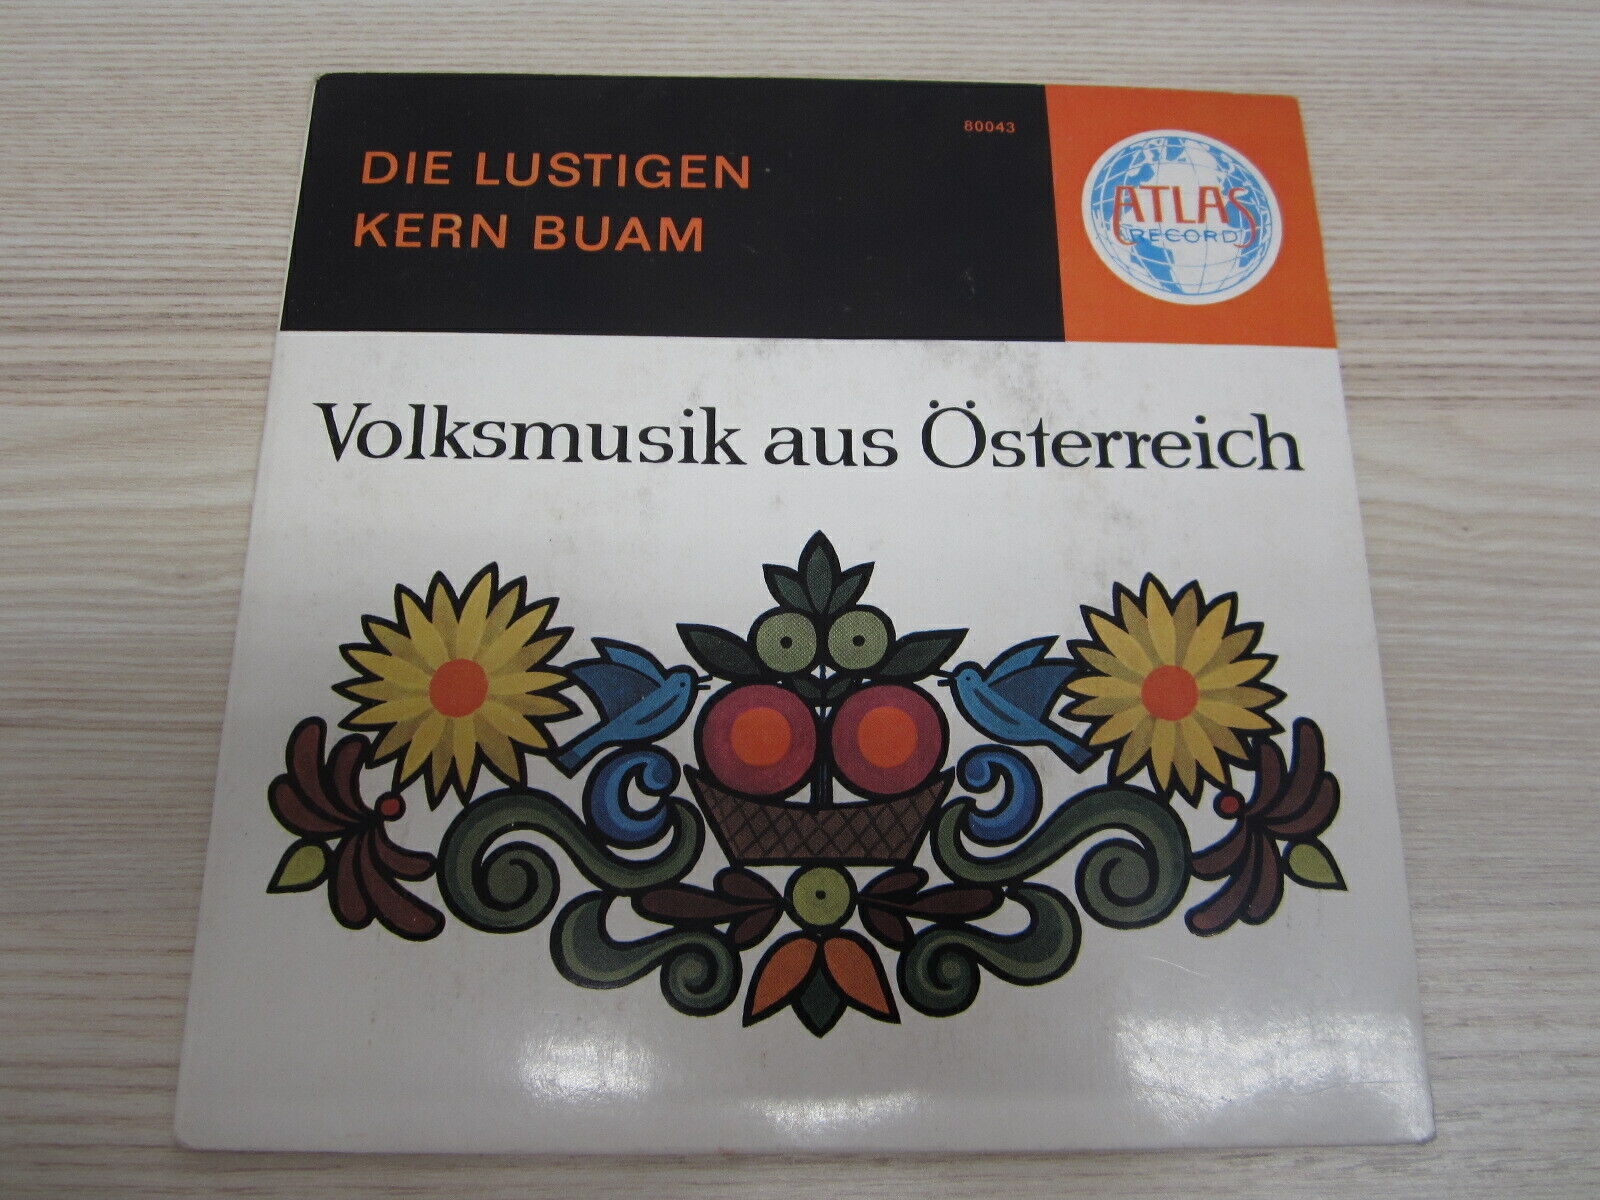 80043
DIE LUSTIGEN
KERN BUAM
ATLAS
RECORD
Volksmusik aus Österreich